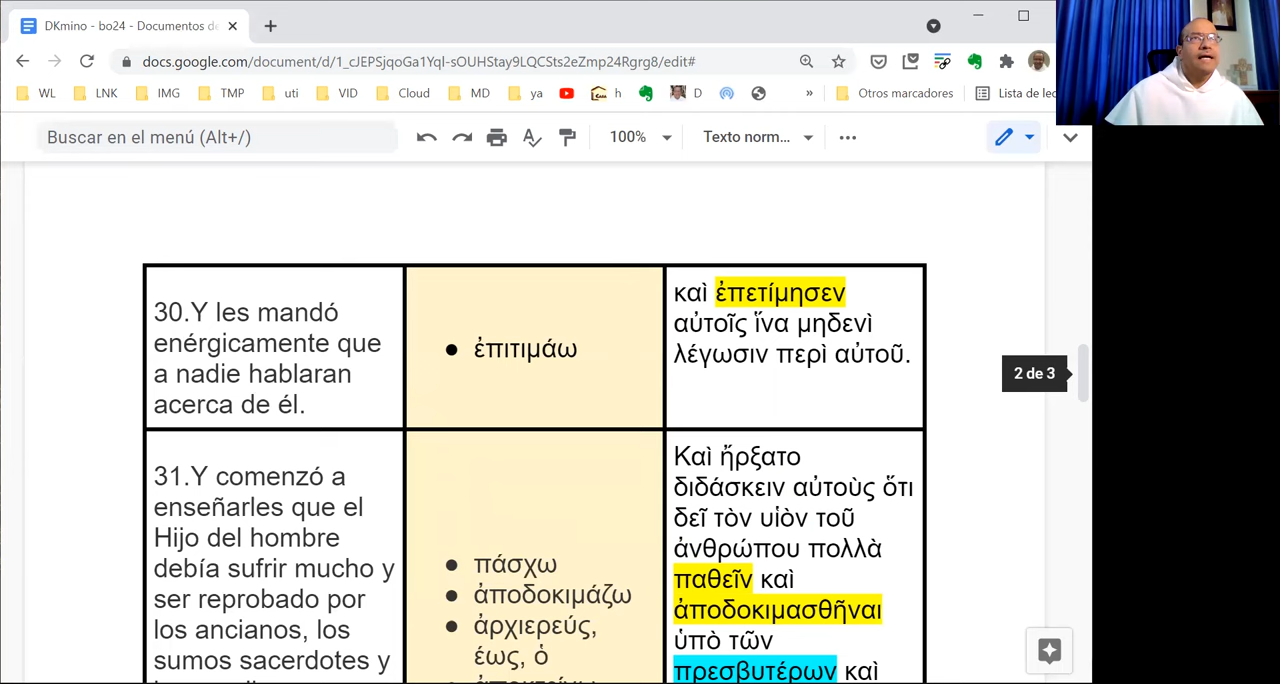 DKmino - bo24 - Documentos de
docs.google.com/document/d/1_cJEPSjqoGa1YqI-sOUHStay9LQCSts2eZmp24Rgrg8/edit#
WL LNK IMG TMP uti VID Cloud MD ya h D » Otros marcadores Lista de lec
Buscar en el menú (Alt+/) 100% Texto norm...
30.Y les mandó
enérgicamente que
a nadie hablaran
acerca de él.
ἐπιτιμάω
καὶ ἐπετίμησεν
αὐτοῖς ἵνα μηδενὶ
λέγωσιν περὶ αὐτοῦ.
2 de 3
31.Y comenzó a
enseñarles que el
Hijo del hombre
debía sufrir mucho y
ser reprobado por
los ancianos, los
sumos sacerdotes y
πάσχω
ἀποδοκιμάζω
ἀρχιερεύς,
έως, ὁ
Καὶ ἤρξατο
διδάσκειν αὐτοὺς ὅτι
δεῖ τὸν υἱὸν τοῦ
ἀνθρώπου πολλὰ
παθεῖν καὶ
ἀποδοκιμασθῆναι
ὑπὸ τῶν
πρεσβυτέρων καὶ